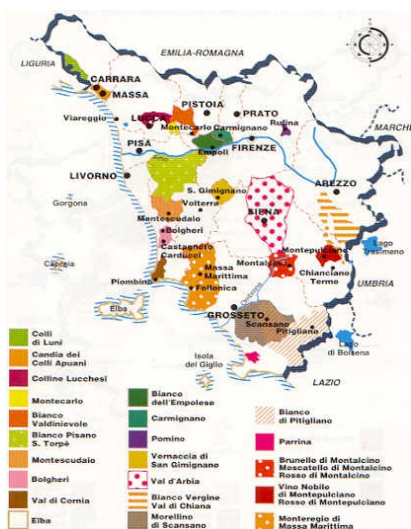 EMILIA-ROMAGNA
LIGURIA
CARRARA
MASSA
PISTOIA
PRATO
Viareggio
LUCCA
Montecarlo
Carmignano
Rufina
MARCHE
PISA
Empoli
FIRENZE
LIVORNO
AREZZO
S. Gimignano
Gorgona
Volterra
SIENA
Montescudaio
Bolgheri
Lago
Trasimeno
Castagneto
Carducci
Montepulciano
Capraia
Massa
Marittima
Montalcino
Chianciano
Terme
UMBRIA
Piombino
Follonica
Elba
GROSSETO
Ombrone
Scansano
Pitigliano
Isola
del Giglio
Lago
di Bolsena
LAZIO
Colli
di Luni
Candia dei
Colli Apuani
Colline Lucchesi
Montecarlo
Bianco
Valdinievole
Bianco Pisano
S. Torpè
Montescudaio
Bolgheri
Val di Cornia
Elba
Bianco
dell'Empolese
Carmignano
Pomino
Vernaccia di
San Gimignano
Val d'Arbia
Bianco Vergine
Val di Chiana
Morellino
di Scansano
Bianco
di Pitigliano
Parrina
Brunello di Montalcino
Moscatello di Montalcino
Rosso di Montalcino
Vino Nobile
di Montepulciano
Rosso di Montepulciano
Monteregio di
Massa Marittima